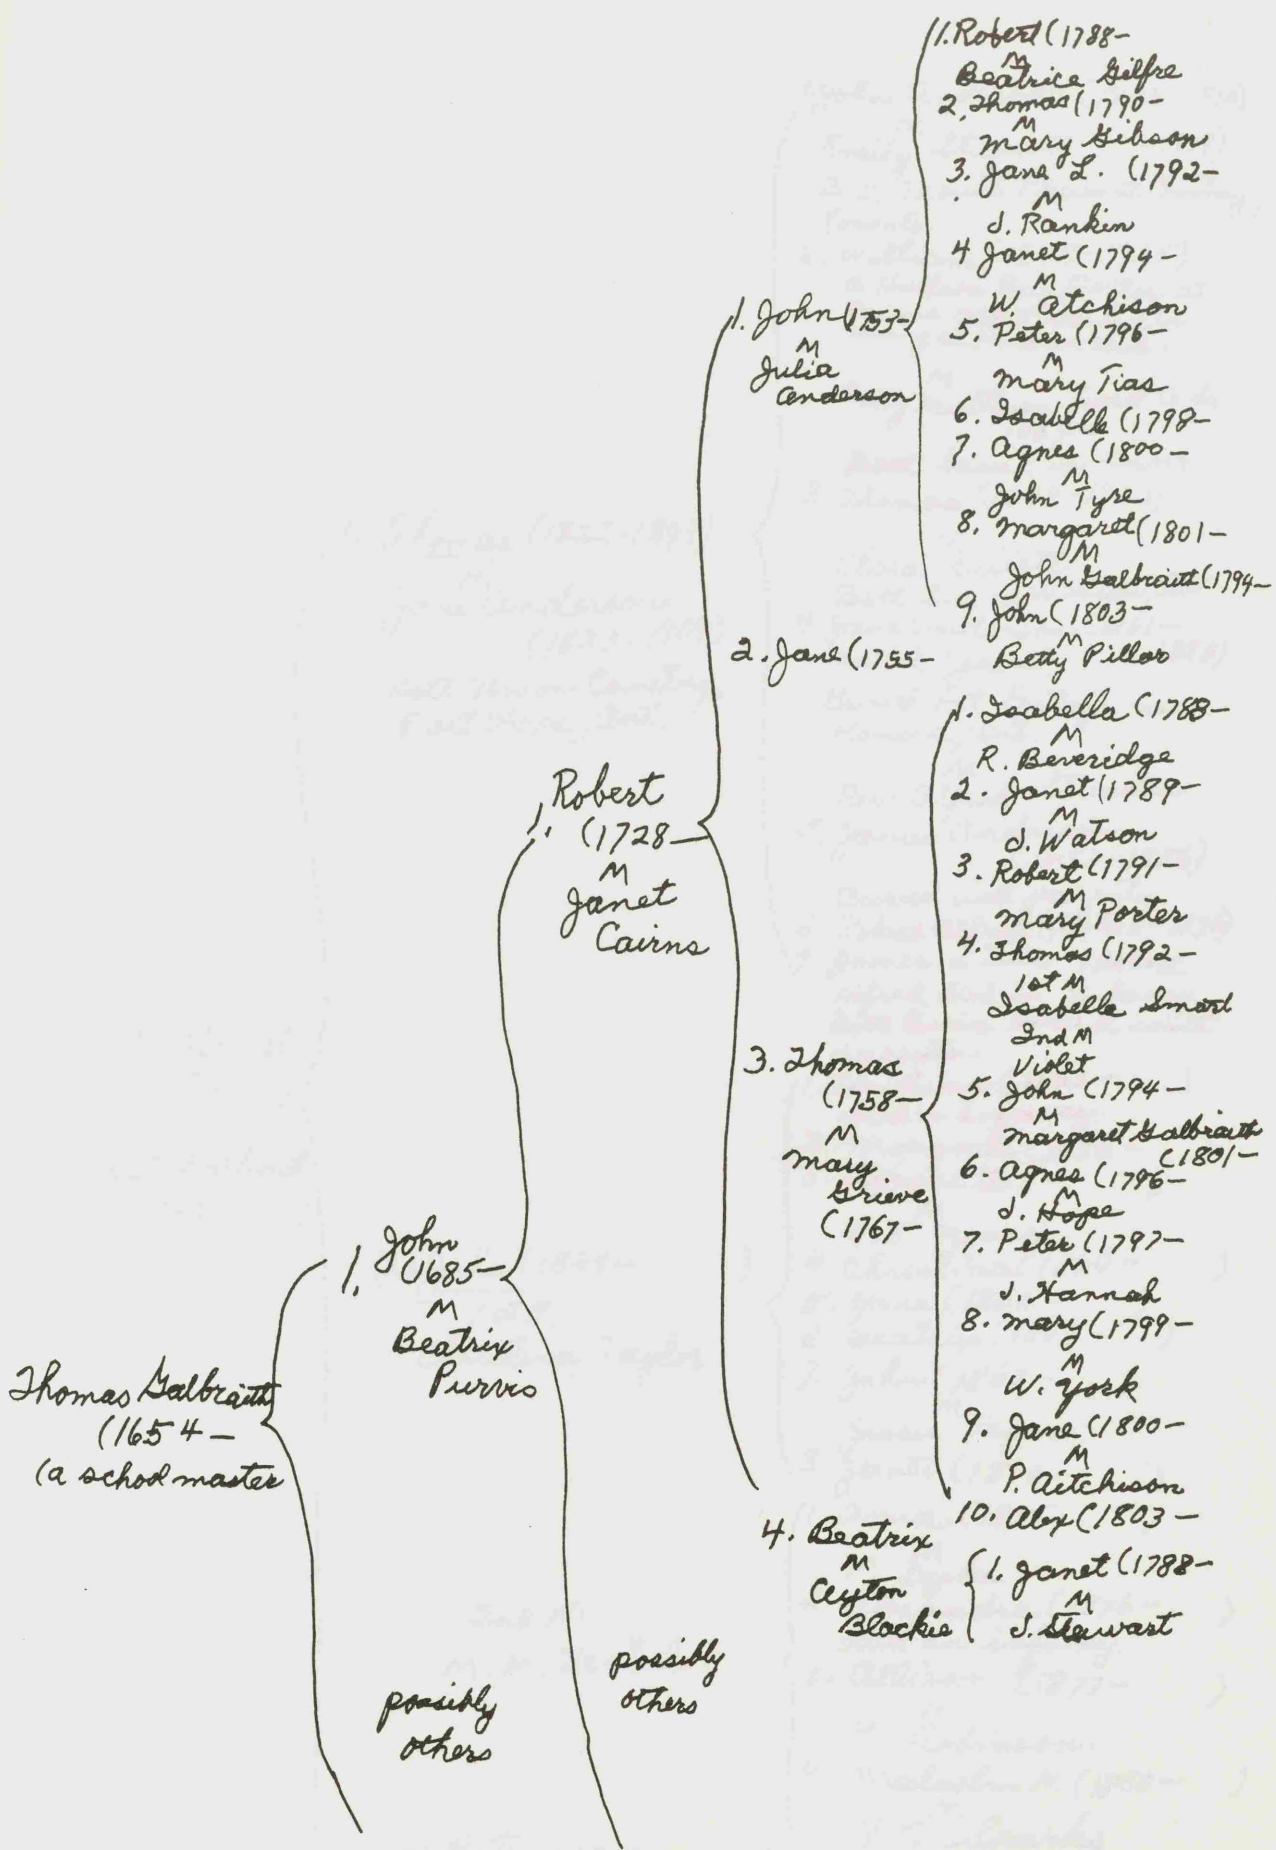 Thomas Galbraith
(1654—
(a school master
1. John
(1685—
M
Beatrix
Purvis
possibly
others
1. Robert
(1728—
M
Janet
Cairns
possibly
others
1. John (1753-
M
Julia
Anderson
2. Jane (1755-
3. Thomas
(1758—
M
Mary
Grieve
(1767-
4. Beatrix
M
Blackie
1. Robert (1788-
M
Beatrice Gilfre
2. Thomas (1790-
M
Mary Gibson
3. Jane L. (1792-
M
J. Rankin
4 Janet (1794-
M
W. Atchison
5. Peter (1796-
M
Mary Tias
6. Isabelle (1798-
7. Agnes (1800-
M
John Tyre
8. Margaret (1801-
M
John Galbraith (1794-
9. John (1803-
M
Betty Pillar
1. Isabella (1788-
M
R. Beveridge
2. Janet (1789-
M
J. Watson
3. Robert (1791-
M
Mary Porter
4. Thomas (1792-
1st M
Isabelle Smart
2nd M
Violet
5. John (1794-
M
Margaret Galbraith
(1801-
6. Agnes (1796-
M
J. Hope
7. Peter (1797-
M
J. Hannah
8. Mary (1799-
M
W. York
9. Jane (1800-
M
P. Aitchison
10. Alex (1803-
1. Janet (1788-
M
J. Stewart